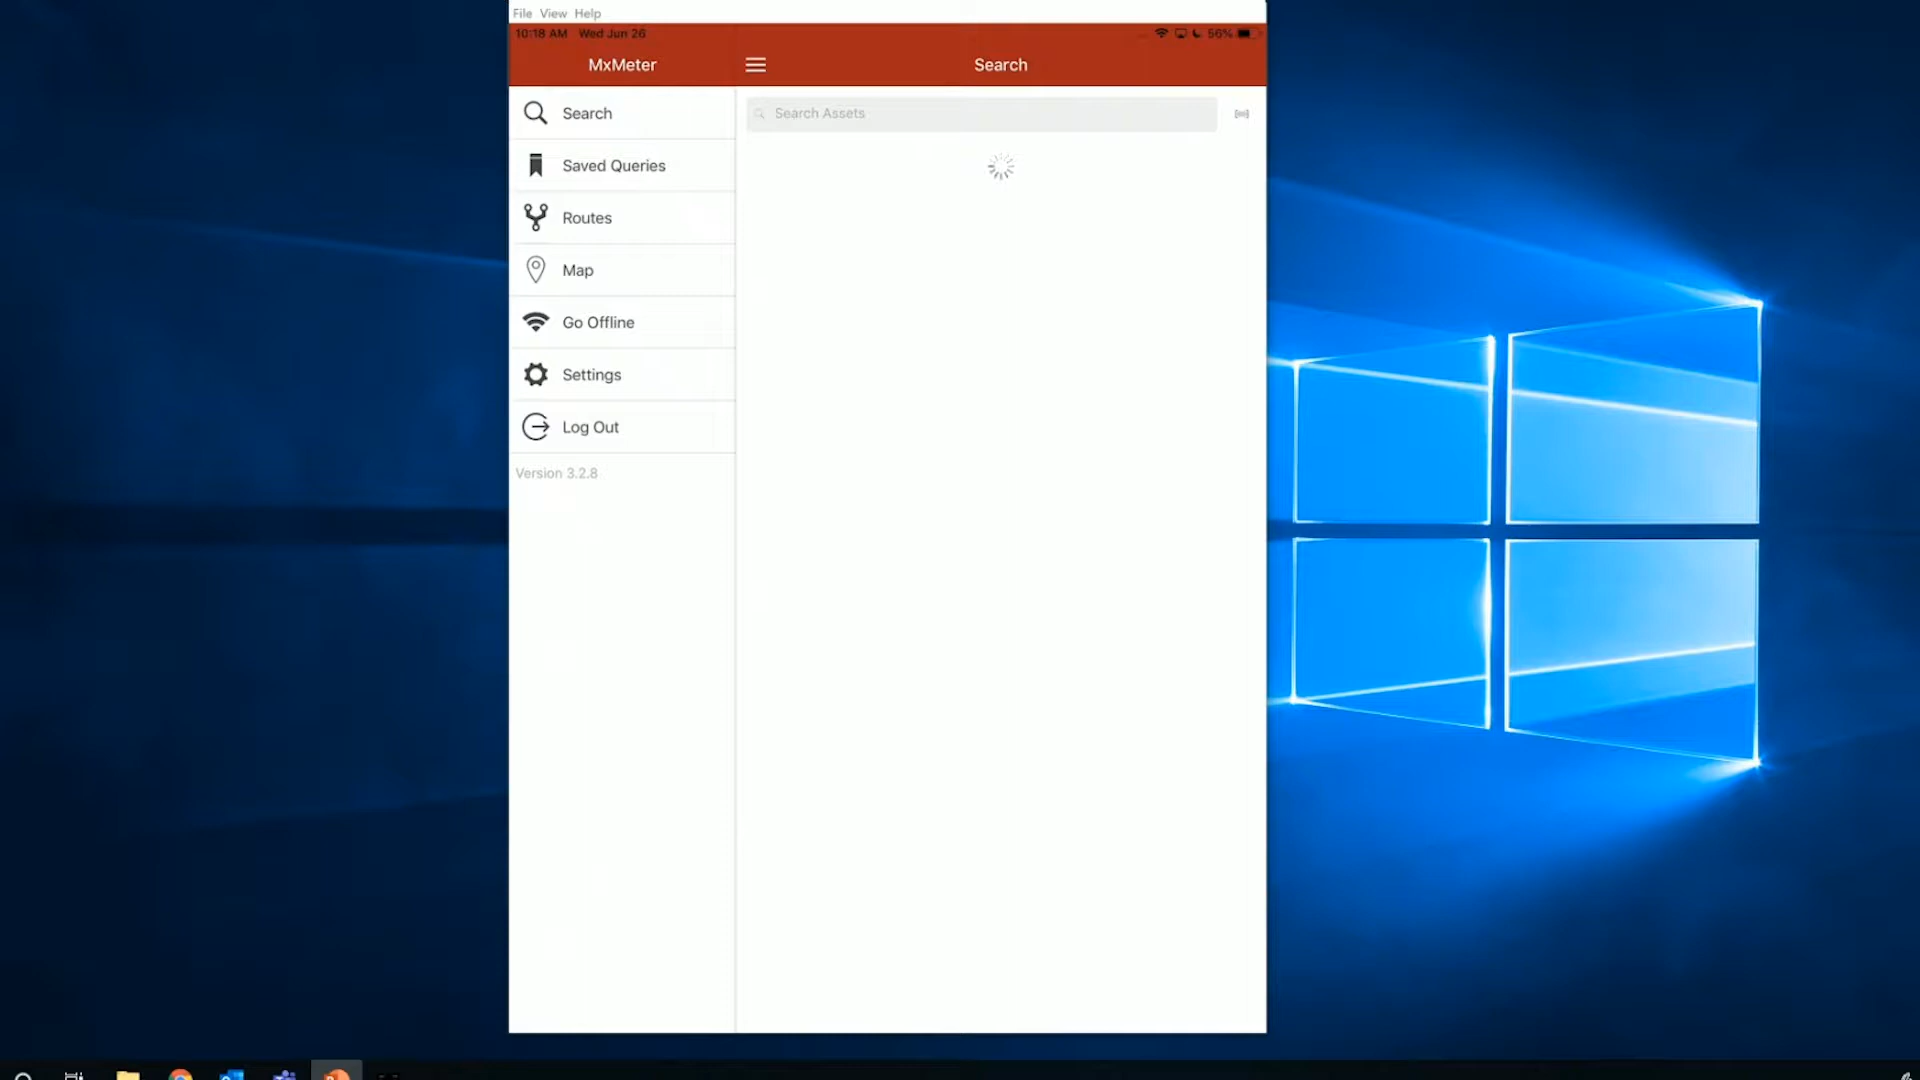 File View Help
10:18 AM Wed Jun 26 56%
MxMeter Search
Search
Search Assets
Saved Queries
Routes
Map
Go Offline
Settings
Log Out
Version 3.2.8